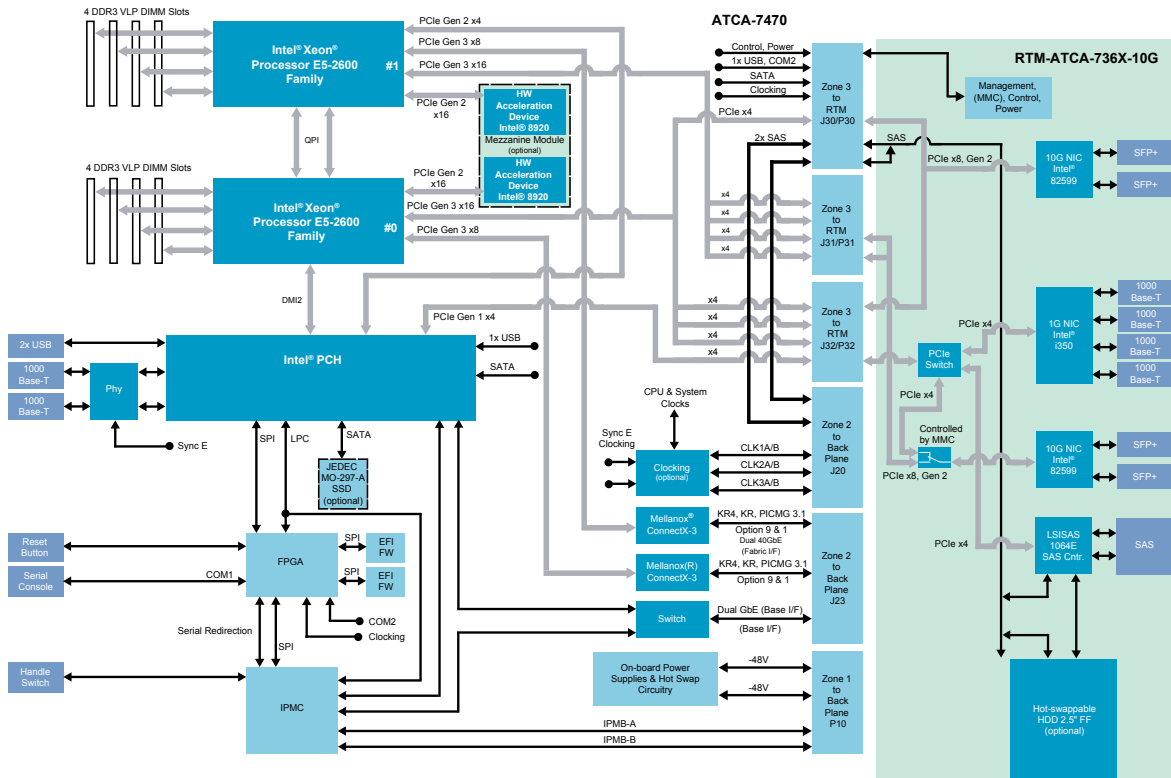 4 DDR3 VLP DIMM Slots
Intel® Xeon®
Processor E5-2600
Family
#1
PCIe Gen 2 x4
PCIe Gen 3 x8
PCIe Gen 3 x16
PCIe Gen 2
x16
QPI
HW
Acceleration
Device
Intel® 8920
Mezzanine Module
(optional)
HW
Acceleration
Device
Intel® 8920
4 DDR3 VLP DIMM Slots
Intel® Xeon®
Processor E5-2600
Family
#0
PCIe Gen 2
x16
PCIe Gen 3 x16
PCIe Gen 3 x8
DMI2
PCIe Gen 1 x4
ATCA-7470
Control, Power
1x USB, COM2
SATA
Clocking
PCIe x4
2x SAS
Zone 3
to
RTM
J30/P30
x4
x4
x4
x4
Zone 3
to
RTM
J31/P31
x4
x4
x4
x4
Zone 3
to
RTM
J32/P32
RTM-ATCA-736X-10G
Management,
(MMC), Control,
Power
SAS
PCIe x8, Gen 2
10G NIC
Intel®
82599
SFP+
SFP+
PCIe x4
1G NIC
Intel®
i350
1000
Base-T
1000
Base-T
1000
Base-T
1000
Base-T
PCIe
Switch
PCIe x4
Controlled
by MMC
PCIe x8, Gen 2
10G NIC
Intel®
82599
SFP+
SFP+
PCIe x4
LSISAS
1064E
SAS Cntr.
SAS
Hot-swappable
HDD 2.5" FF
(optional)
2x USB
1000
Base-T
1000
Base-T
Phy
Sync E
Intel® PCH
1x USB
SATA
SPI
LPC
SATA
JEDEC
MO-297-A
SSD
(optional)
CPU & System
Clocks
Sync E
Clocking
Clocking
(optional)
CLK1A/B
CLK2A/B
CLK3A/B
Zone 2
to
Back
Plane
J20
Mellanox®
ConnectX-3
KR4, KR, PICMG 3.1
Option 9 & 1
Dual 40GbE
(Fabric I/F)
Mellanox(R)
ConnectX-3
KR4, KR, PICMG 3.1
Option 9 & 1
Switch
Dual GbE (Base I/F)
(Base I/F)
Zone 2
to
Back
Plane
J23
Reset
Button
Serial
Console
COM1
FPGA
SPI
EFI
FW
SPI
EFI
FW
COM2
Clocking
Serial Redirection
SPI
Handle
Switch
IPMC
On-board Power
Supplies & Hot Swap
Circuitry
-48V
-48V
IPMB-A
IPMB-B
Zone 1
to
Back
Plane
P10